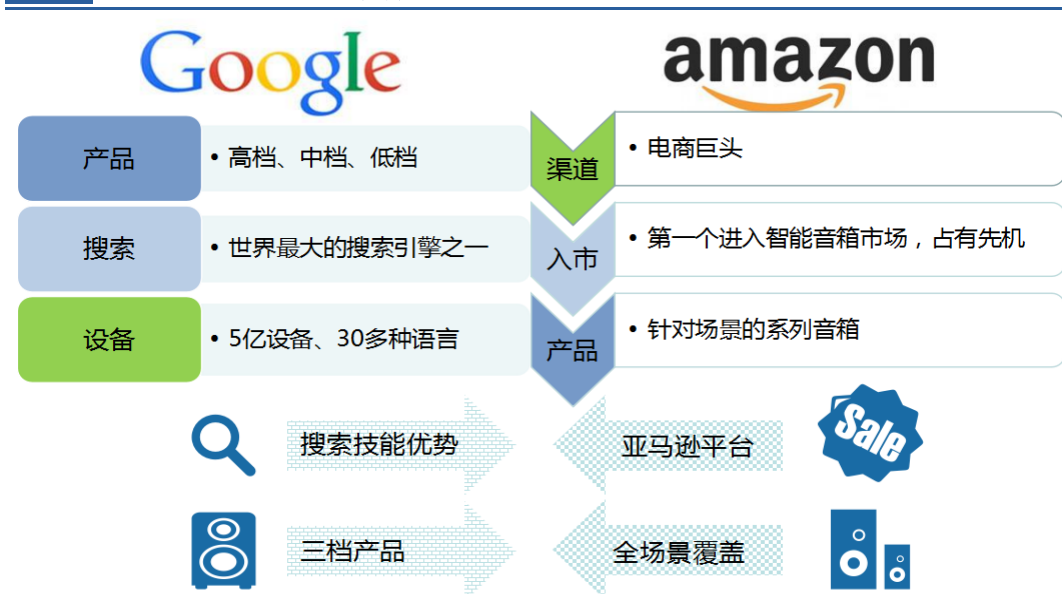 Google
amazon
产品
• 高档、中档、低档
渠道
• 电商巨头
搜索
• 世界最大的搜索引擎之一
入市
• 第一个进入智能音箱市场，占有先机
设备
• 5亿设备、30多种语言
产品
• 针对场景的系列音箱
搜索技能优势
亚马逊平台
Sale
三档产品
全场景覆盖